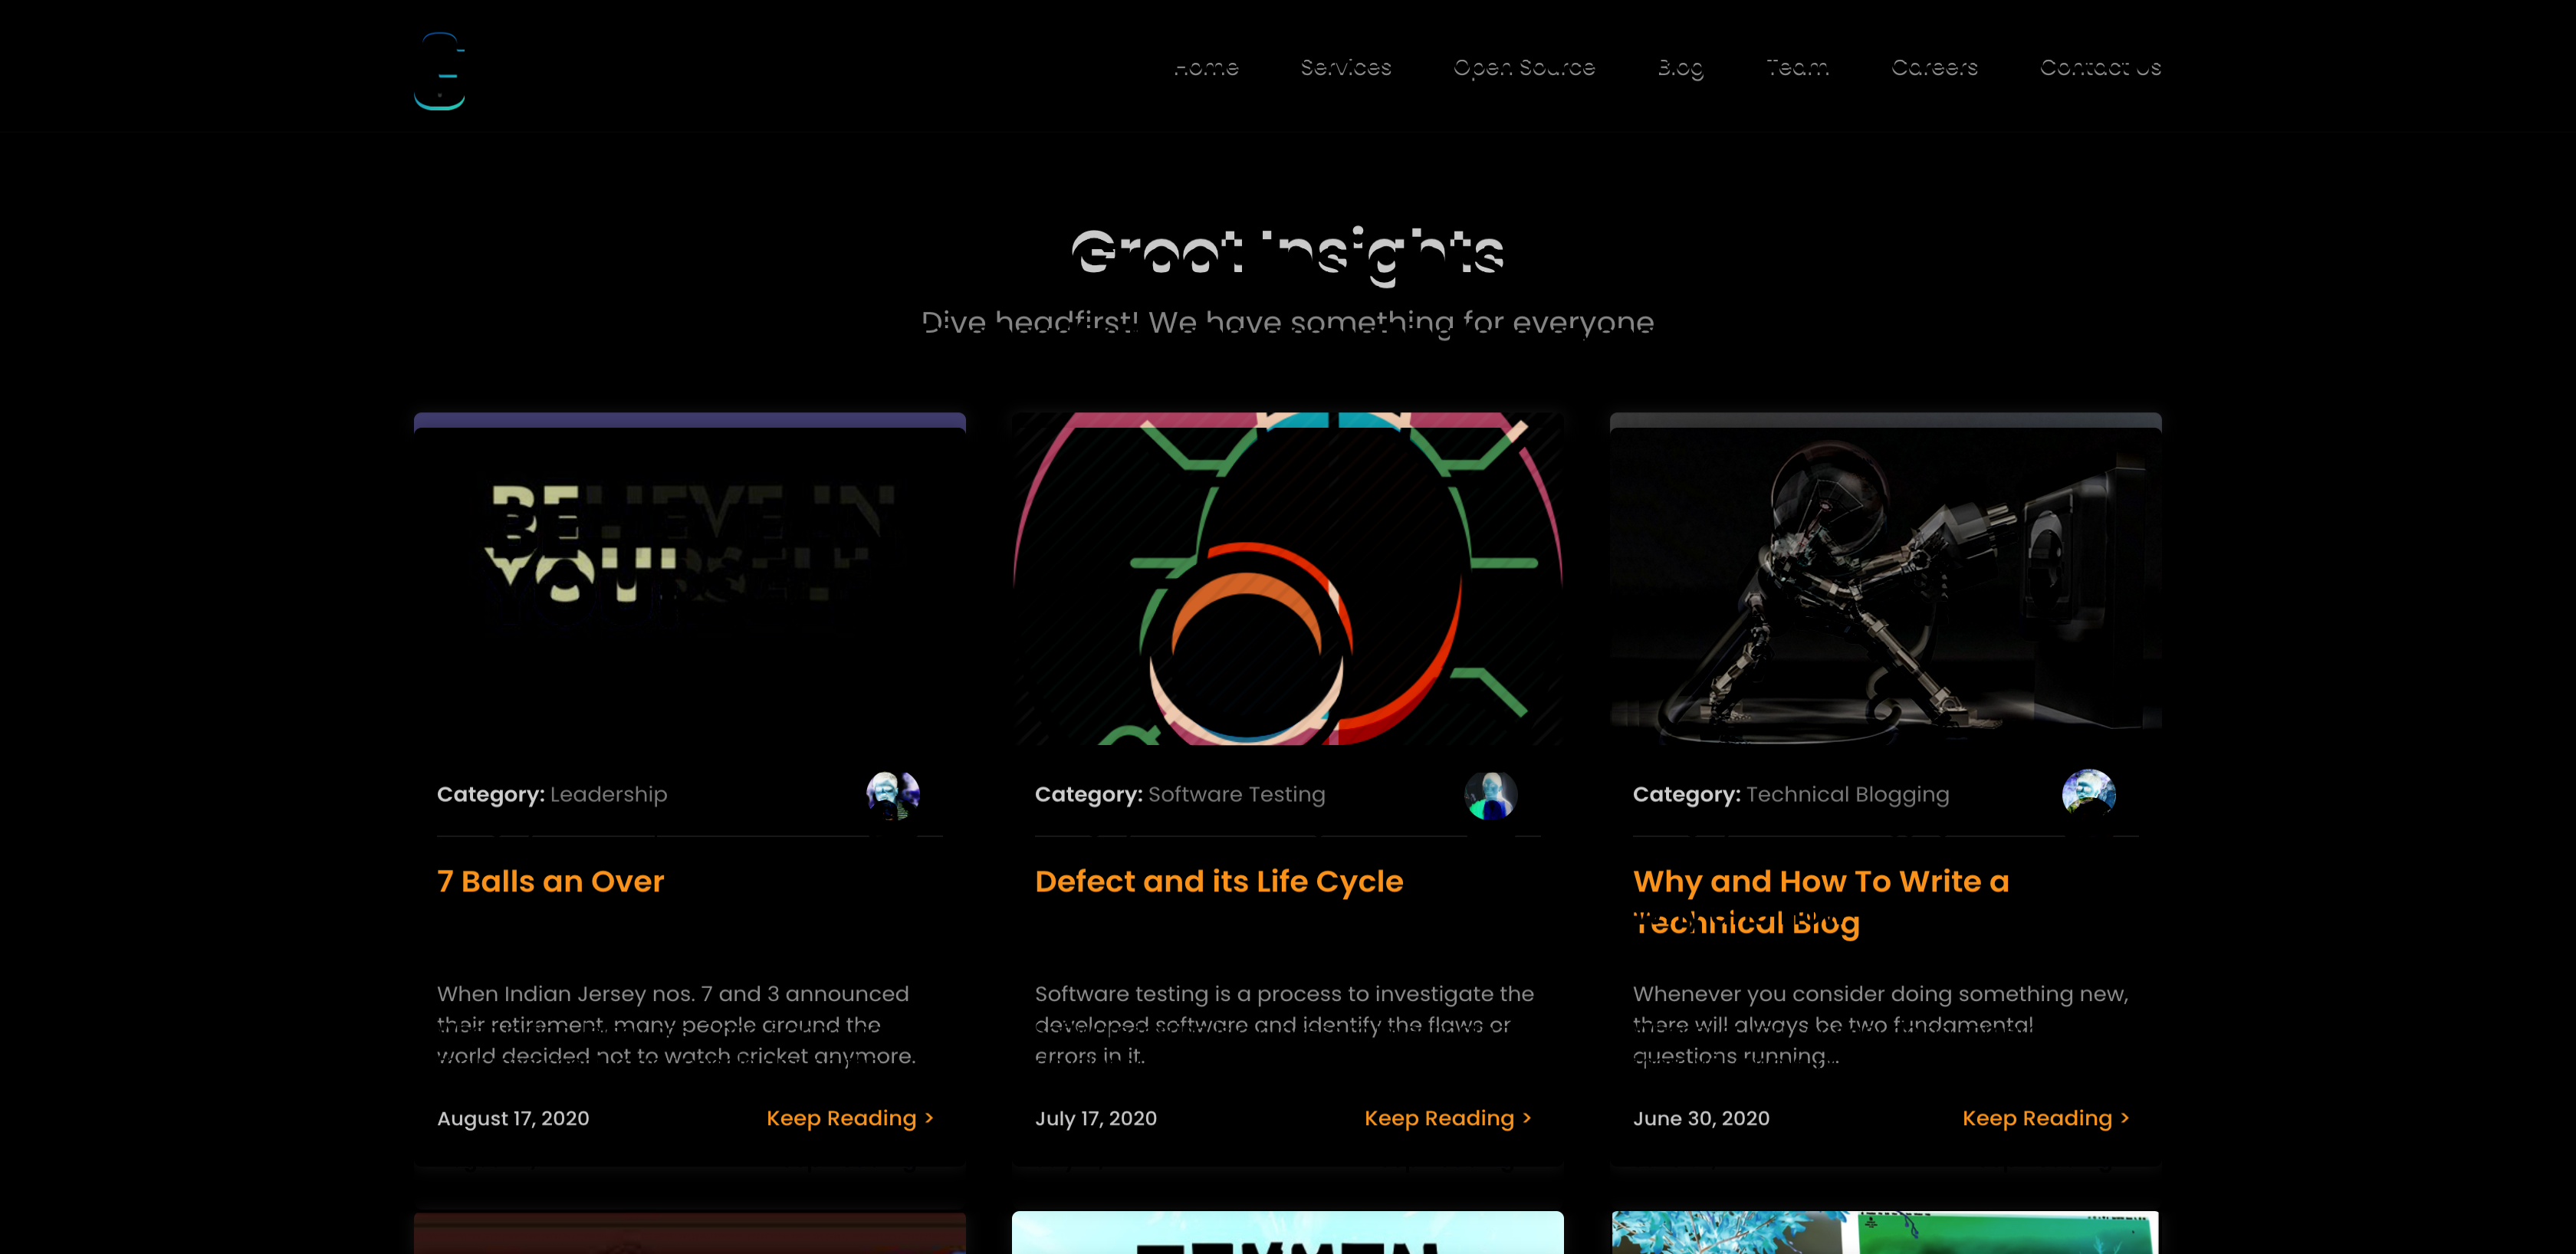 Home Services Open Source Blog Team Careers Contact Us
Groot Insights
Dive headfirst! We have something for everyone
BELIEVE IN
YOURSELF
Category: Leadership
7 Balls an Over
When Indian Jersey nos. 7 and 3 announced
their retirement, many people around the
world decided not to watch cricket anymore.
August 17, 2020 Keep Reading >
Category: Software Testing
Defect and its Life Cycle
Software testing is a process to investigate the
developed software and identify the flaws or
errors in it.
July 17, 2020 Keep Reading >
Category: Technical Blogging
Why and How To Write a
Technical Blog
Whenever you consider doing something new,
there will always be two fundamental
questions running...
June 30, 2020 Keep Reading >